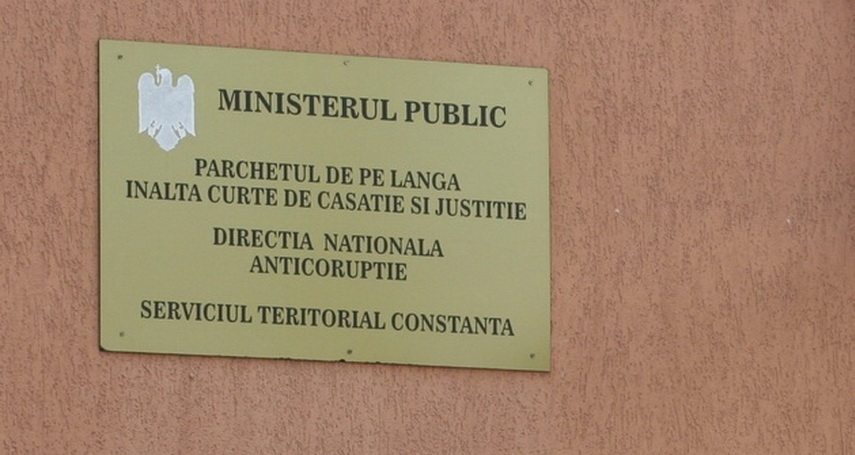 MINISTERUL PUBLIC
PARCHETUL DE PE LANGA
INALTA CURTE DE CASATIE SI JUSTITIE
DIRECTIA NATIONALA
ANTICORUPTIE
SERVICIUL TERITORIAL CONSTANTA